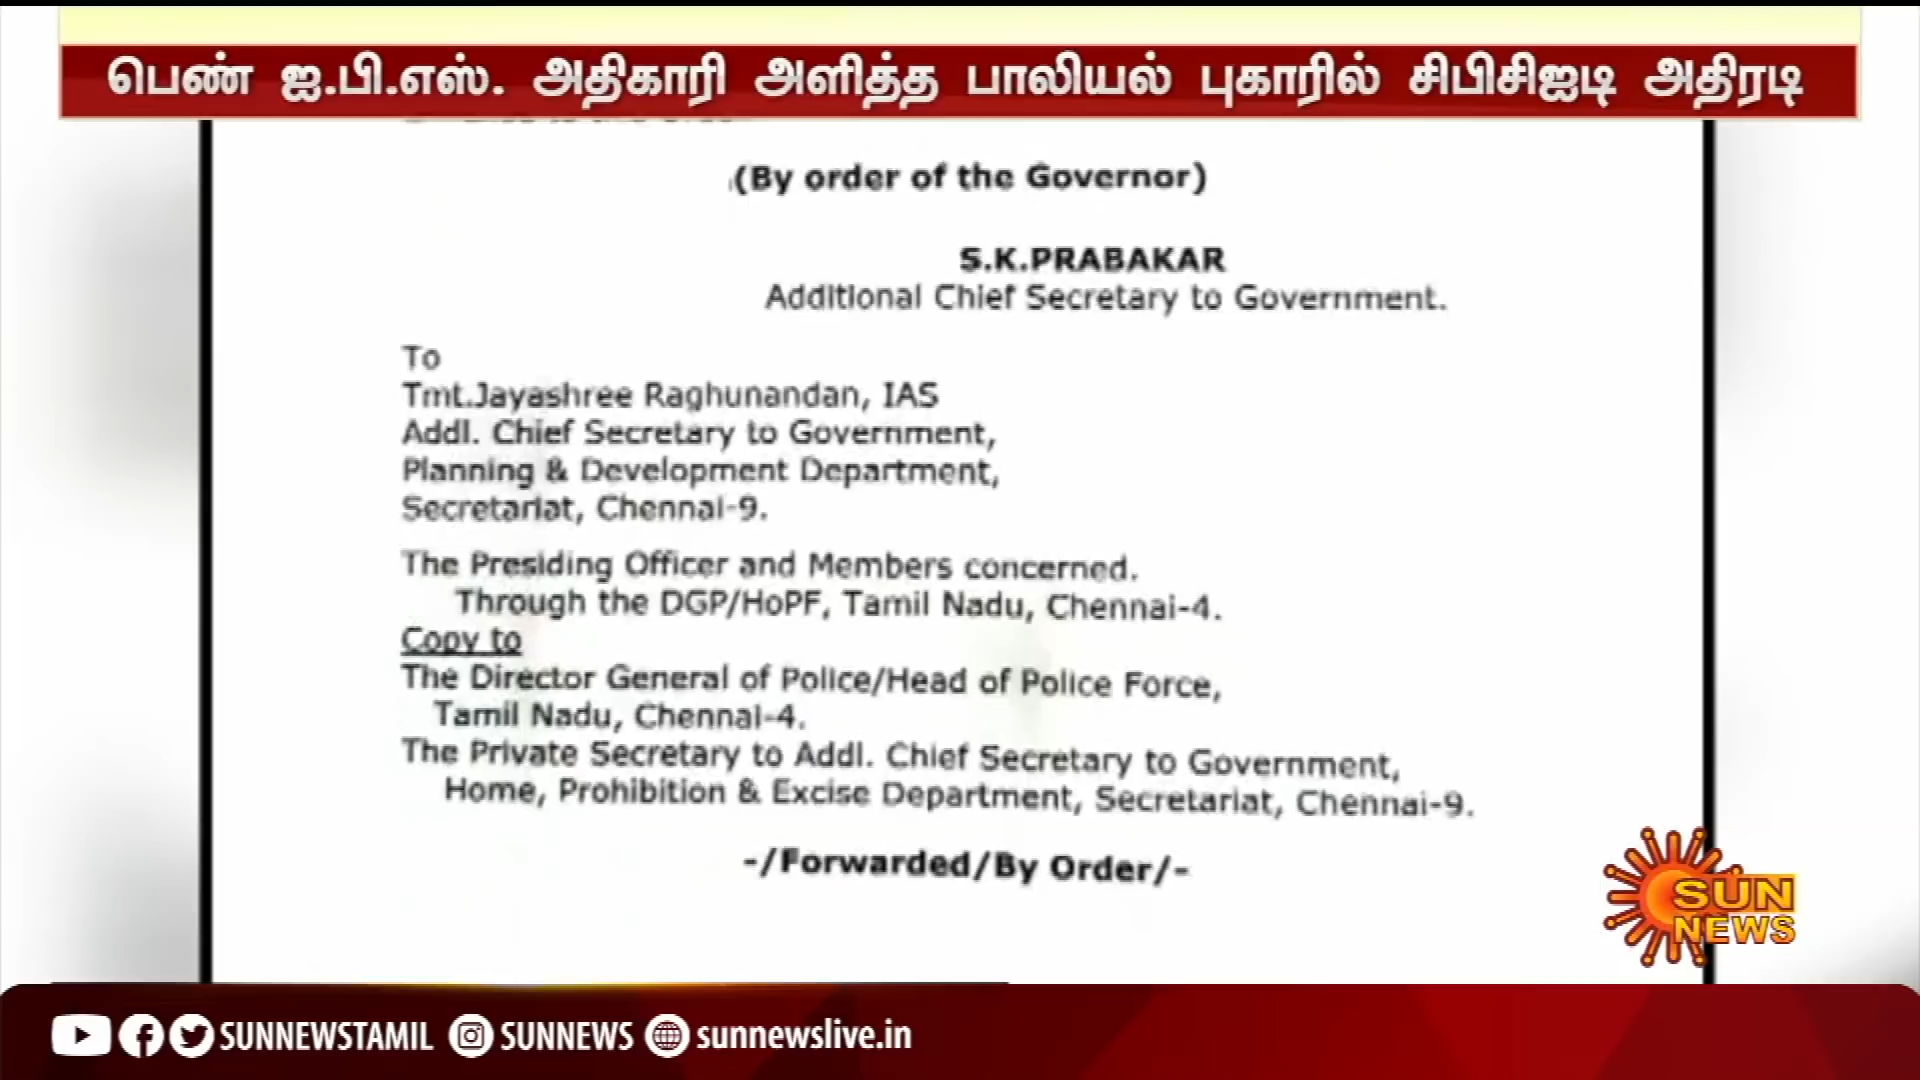 பெண் ஐ.பி.எஸ். அதிகாரி அளித்த பாலியல் புகாரில் சிபிசிஐடி அதிரடி
(By order of the Governor)
S.K.PRABAKAR
Additional Chief Secretary to Government.
To
Tmt.Jayashree Raghunandan, IAS
Addl. Chief Secretary to Government,
Planning & Development Department,
Secretariat, Chennai-9.
The Presiding Officer and Members concerned.
Through the DGP/HoPF, Tamil Nadu, Chennai-4.
Copy to
The Director General of Police/Head of Police Force,
Tamil Nadu, Chennai-4.
The Private Secretary to Addl. Chief Secretary to Government,
Home, Prohibition & Excise Department, Secretariat, Chennai-9.
-/Forwarded/By Order/-
SUN
NEWS
SUNNEWSTAMIL SUNNEWS sunnewslive.in